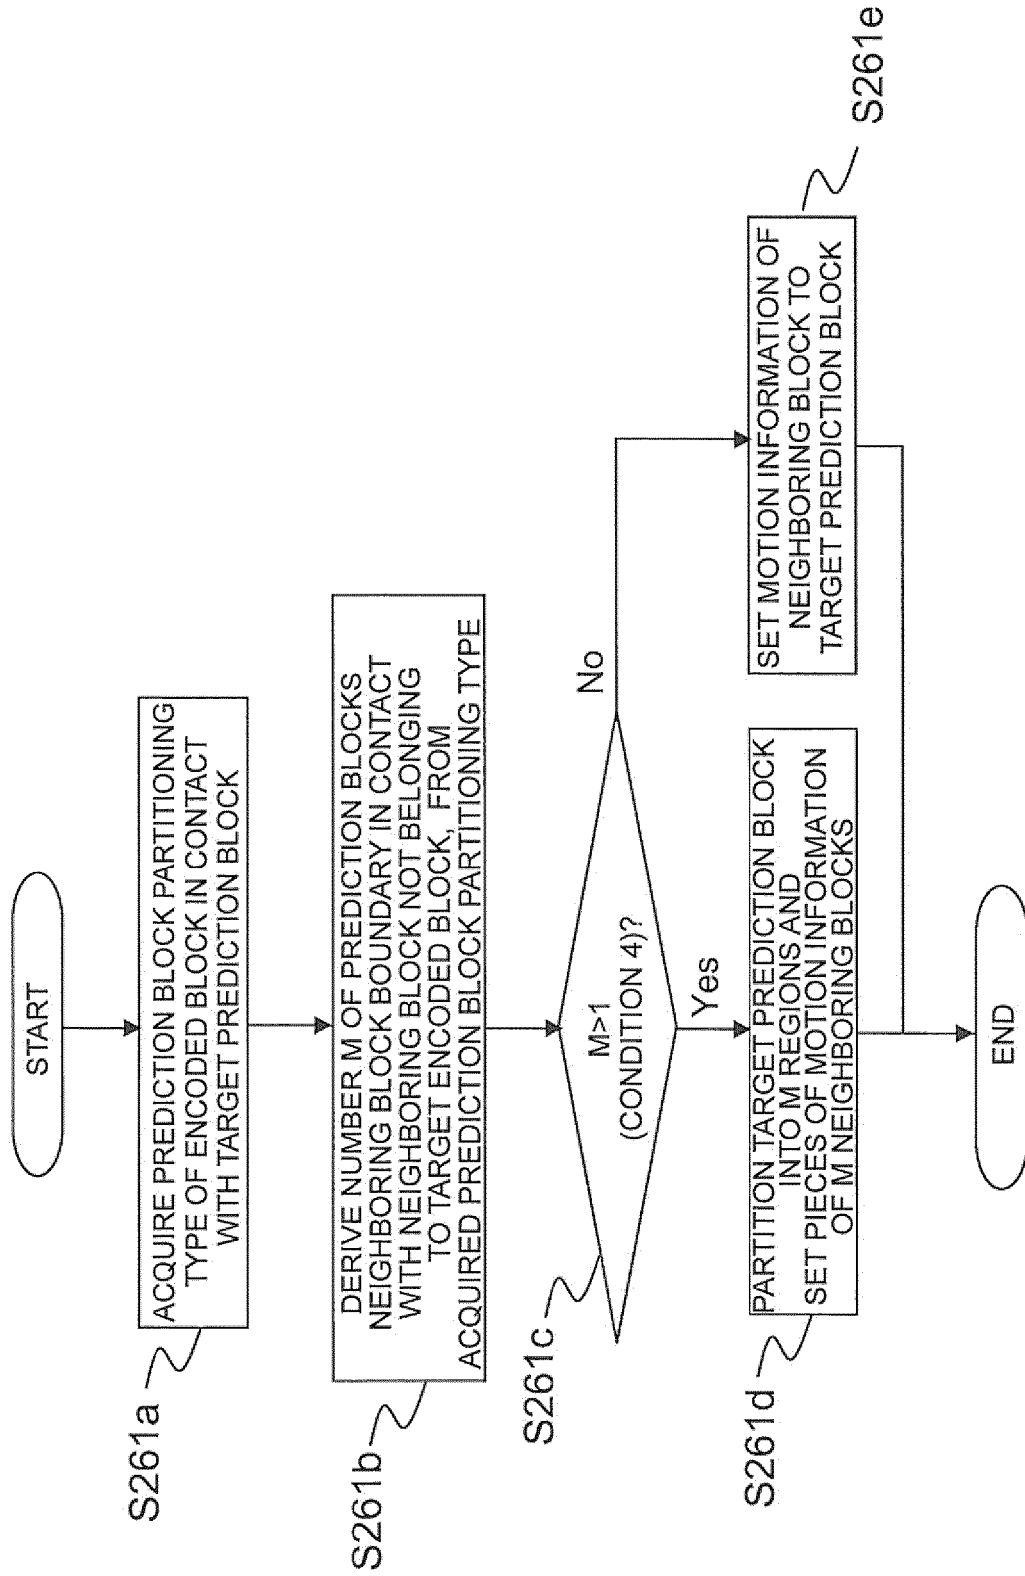 START
S261a
ACQUIRE PREDICTION BLOCK PARTITIONING
TYPE OF ENCODED BLOCK IN CONTACT
WITH TARGET PREDICTION BLOCK
S261b
DERIVE NUMBER M OF PREDICTION BLOCKS
NEIGHBORING BLOCK BOUNDARY IN CONTACT
WITH NEIGHBORING BLOCK NOT BELONGING
TO TARGET ENCODED BLOCK, FROM
ACQUIRED PREDICTION BLOCK PARTITIONING TYPE
S261c
M>1
(CONDITION 4)?
No
Yes
S261d
PARTITION TARGET PREDICTION BLOCK
INTO M REGIONS AND
SET PIECES OF MOTION INFORMATION
OF M NEIGHBORING BLOCKS
SET MOTION INFORMATION OF
NEIGHBORING BLOCK TO
TARGET PREDICTION BLOCK
S261e
END